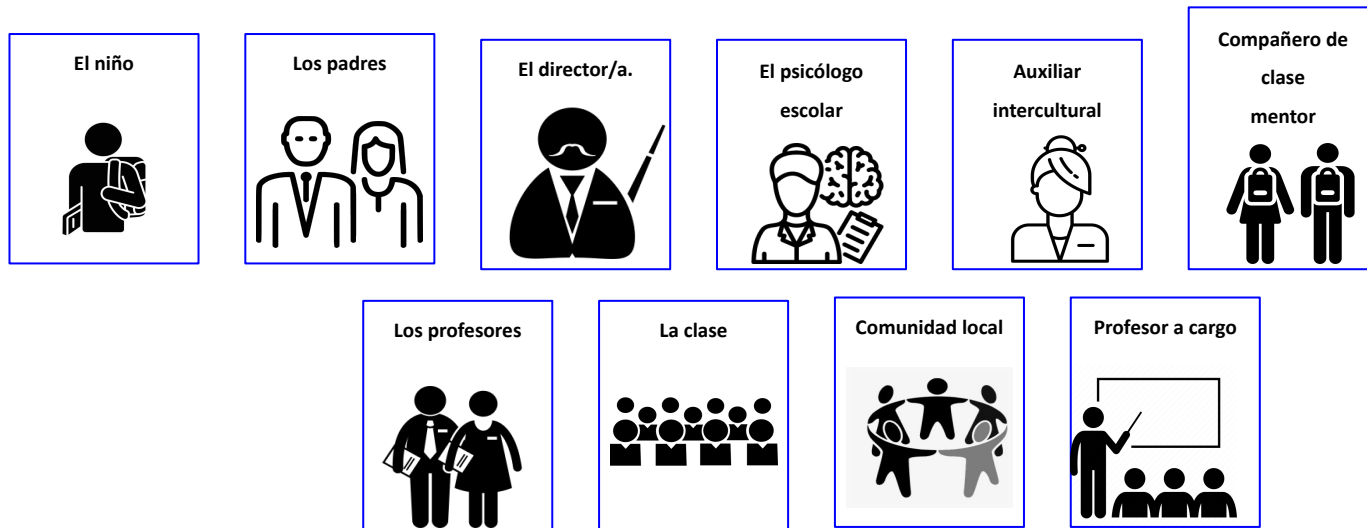 El niño
Los padres
El director/a.
El psicólogo
escolar
Auxiliar
intercultural
Compañero de
clase
mentor
Los profesores
La clase
Comunidad local
Profesor a cargo